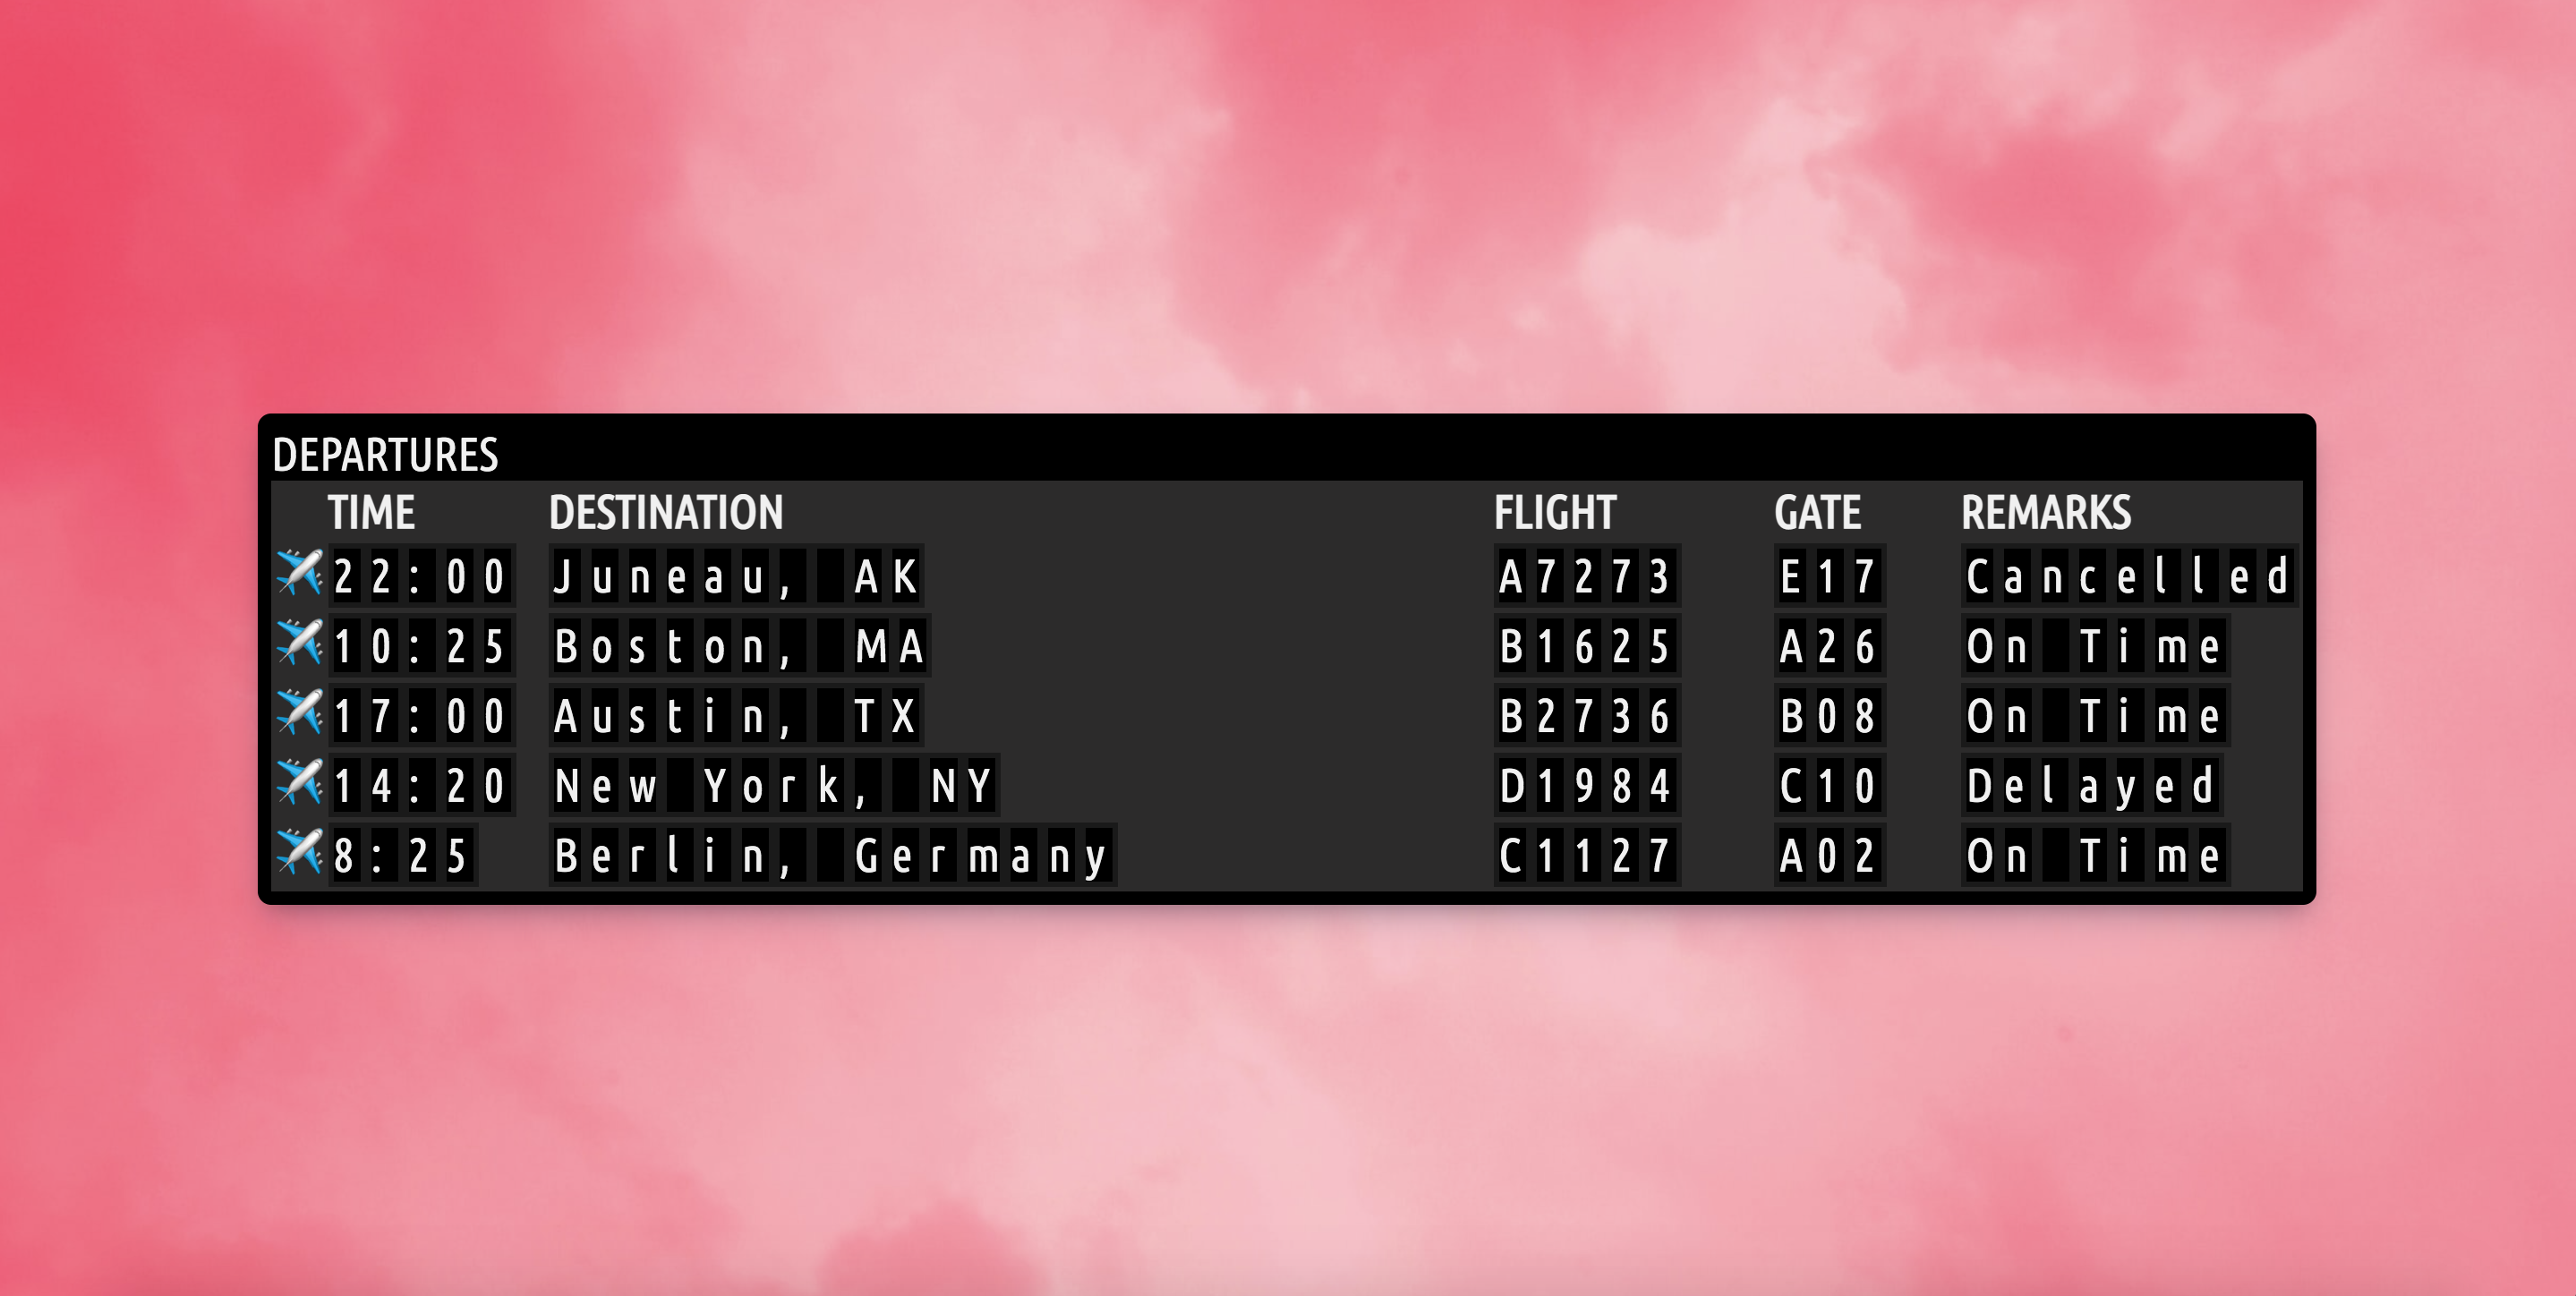 DEPARTURES
TIME DESTINATION FLIGHT GATE REMARKS
22:00 Juneau, AK A7273 E17 Cancelled
10:25 Boston, MA B1625 A26 On Time
17:00 Austin, TX B2736 B08 On Time
14:20 New York, NY D1984 C10 Delayed
8:25 Berlin, Germany C1127 A02 On Time